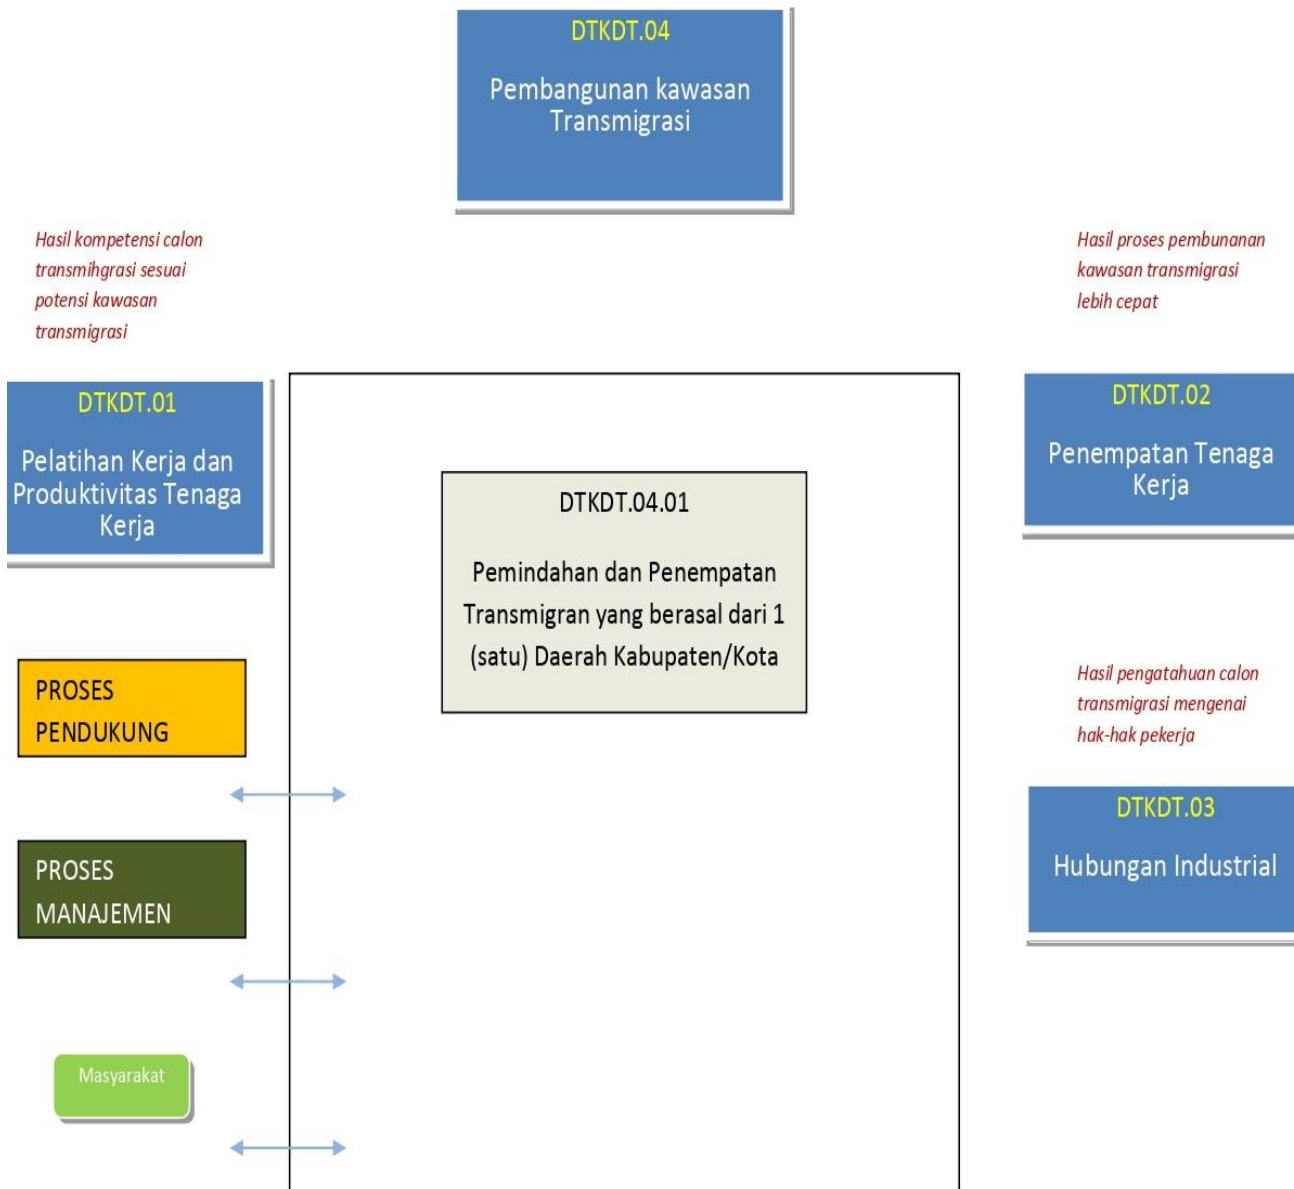 DTKDT.04
Pembangunan kawasan
Transmigrasi
Hasil kompetensi calon
transmihgrasi sesuai
potensi kawasan
transmigrasi
Hasil proses pembunanan
kawasan transmigrasi
lebih cepat
DTKDT.01
Pelatihan Kerja dan
Produktivitas Tenaga
Kerja
DTKDT.04.01
Pemindahan dan Penempatan
Transmigran yang berasal dari 1
(satu) Daerah Kabupaten/Kota
DTKDT.02
Penempatan Tenaga
Kerja
PROSES
PENDUKUNG
Hasil pengatahuan calon
transmigrasi mengenai
hak-hak pekerja
DTKDT.03
Hubungan Industrial
PROSES
MANAJEMEN
Masyarakat